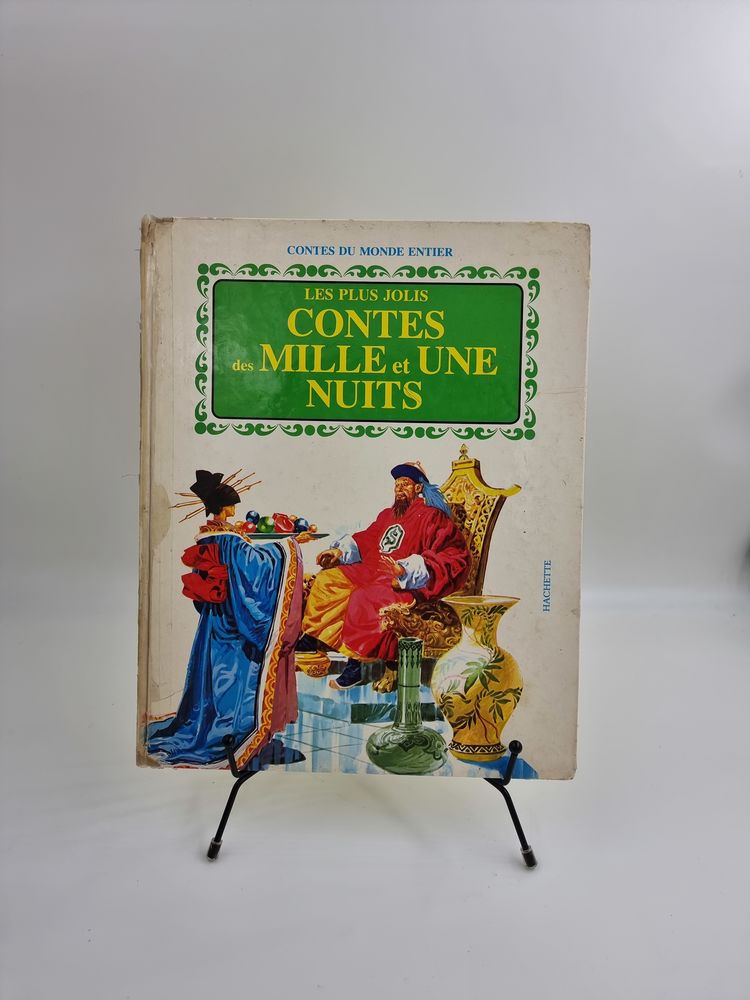 CONTES DU MONDE ENTIER
LES PLUS JOLIS
CONTES
des MILLE et UNE
NUITS
HACHETTE